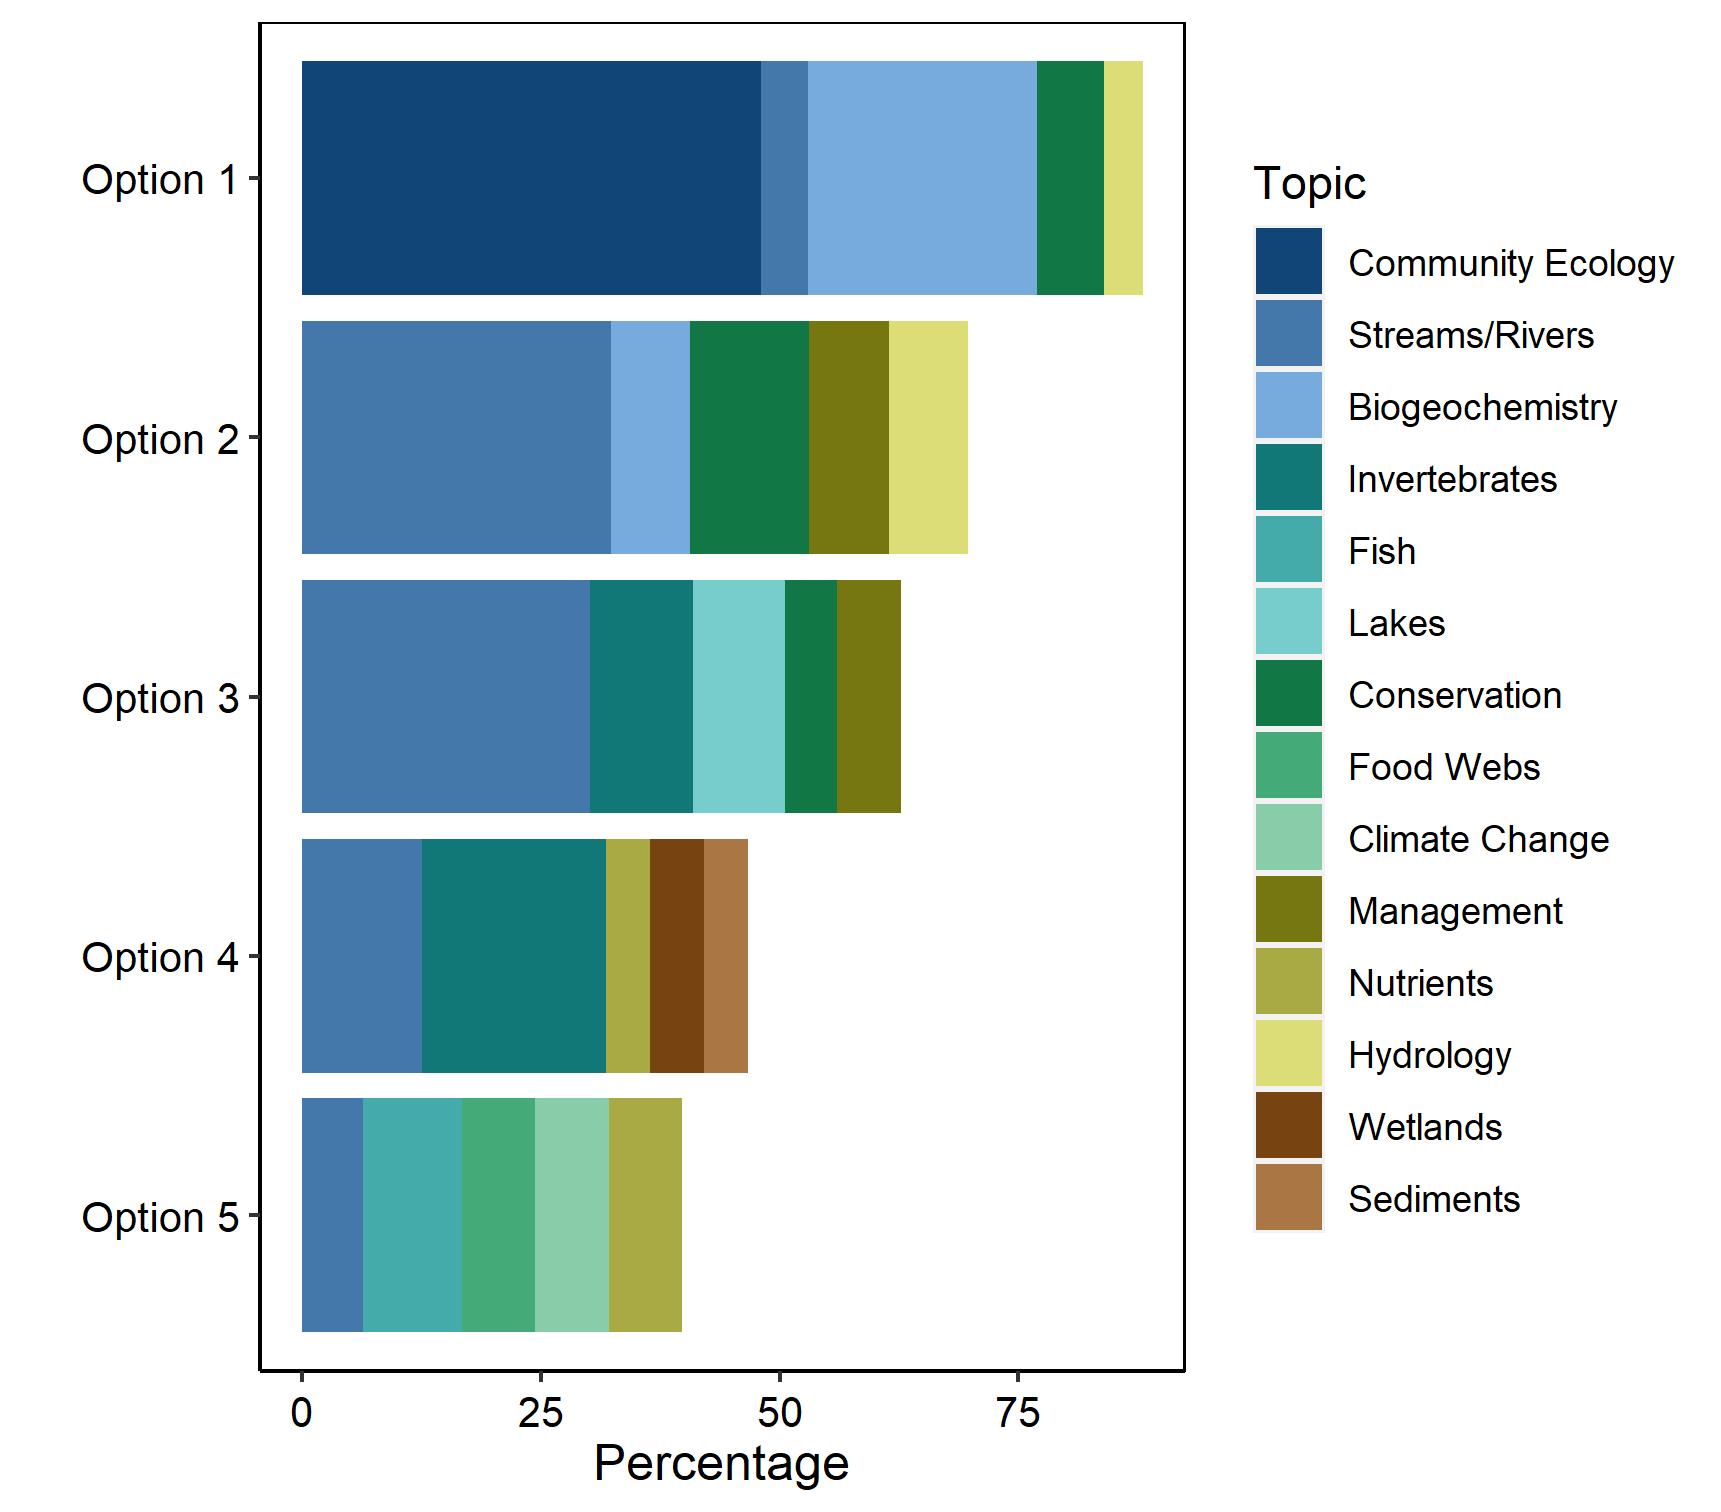 Option 1
Option 2
Option 3
Option 4
Option 5
0 25 50 75
Percentage
Topic
Community Ecology
Streams/Rivers
Biogeochemistry
Invertebrates
Fish
Lakes
Conservation
Food Webs
Climate Change
Management
Nutrients
Hydrology
Wetlands
Sediments